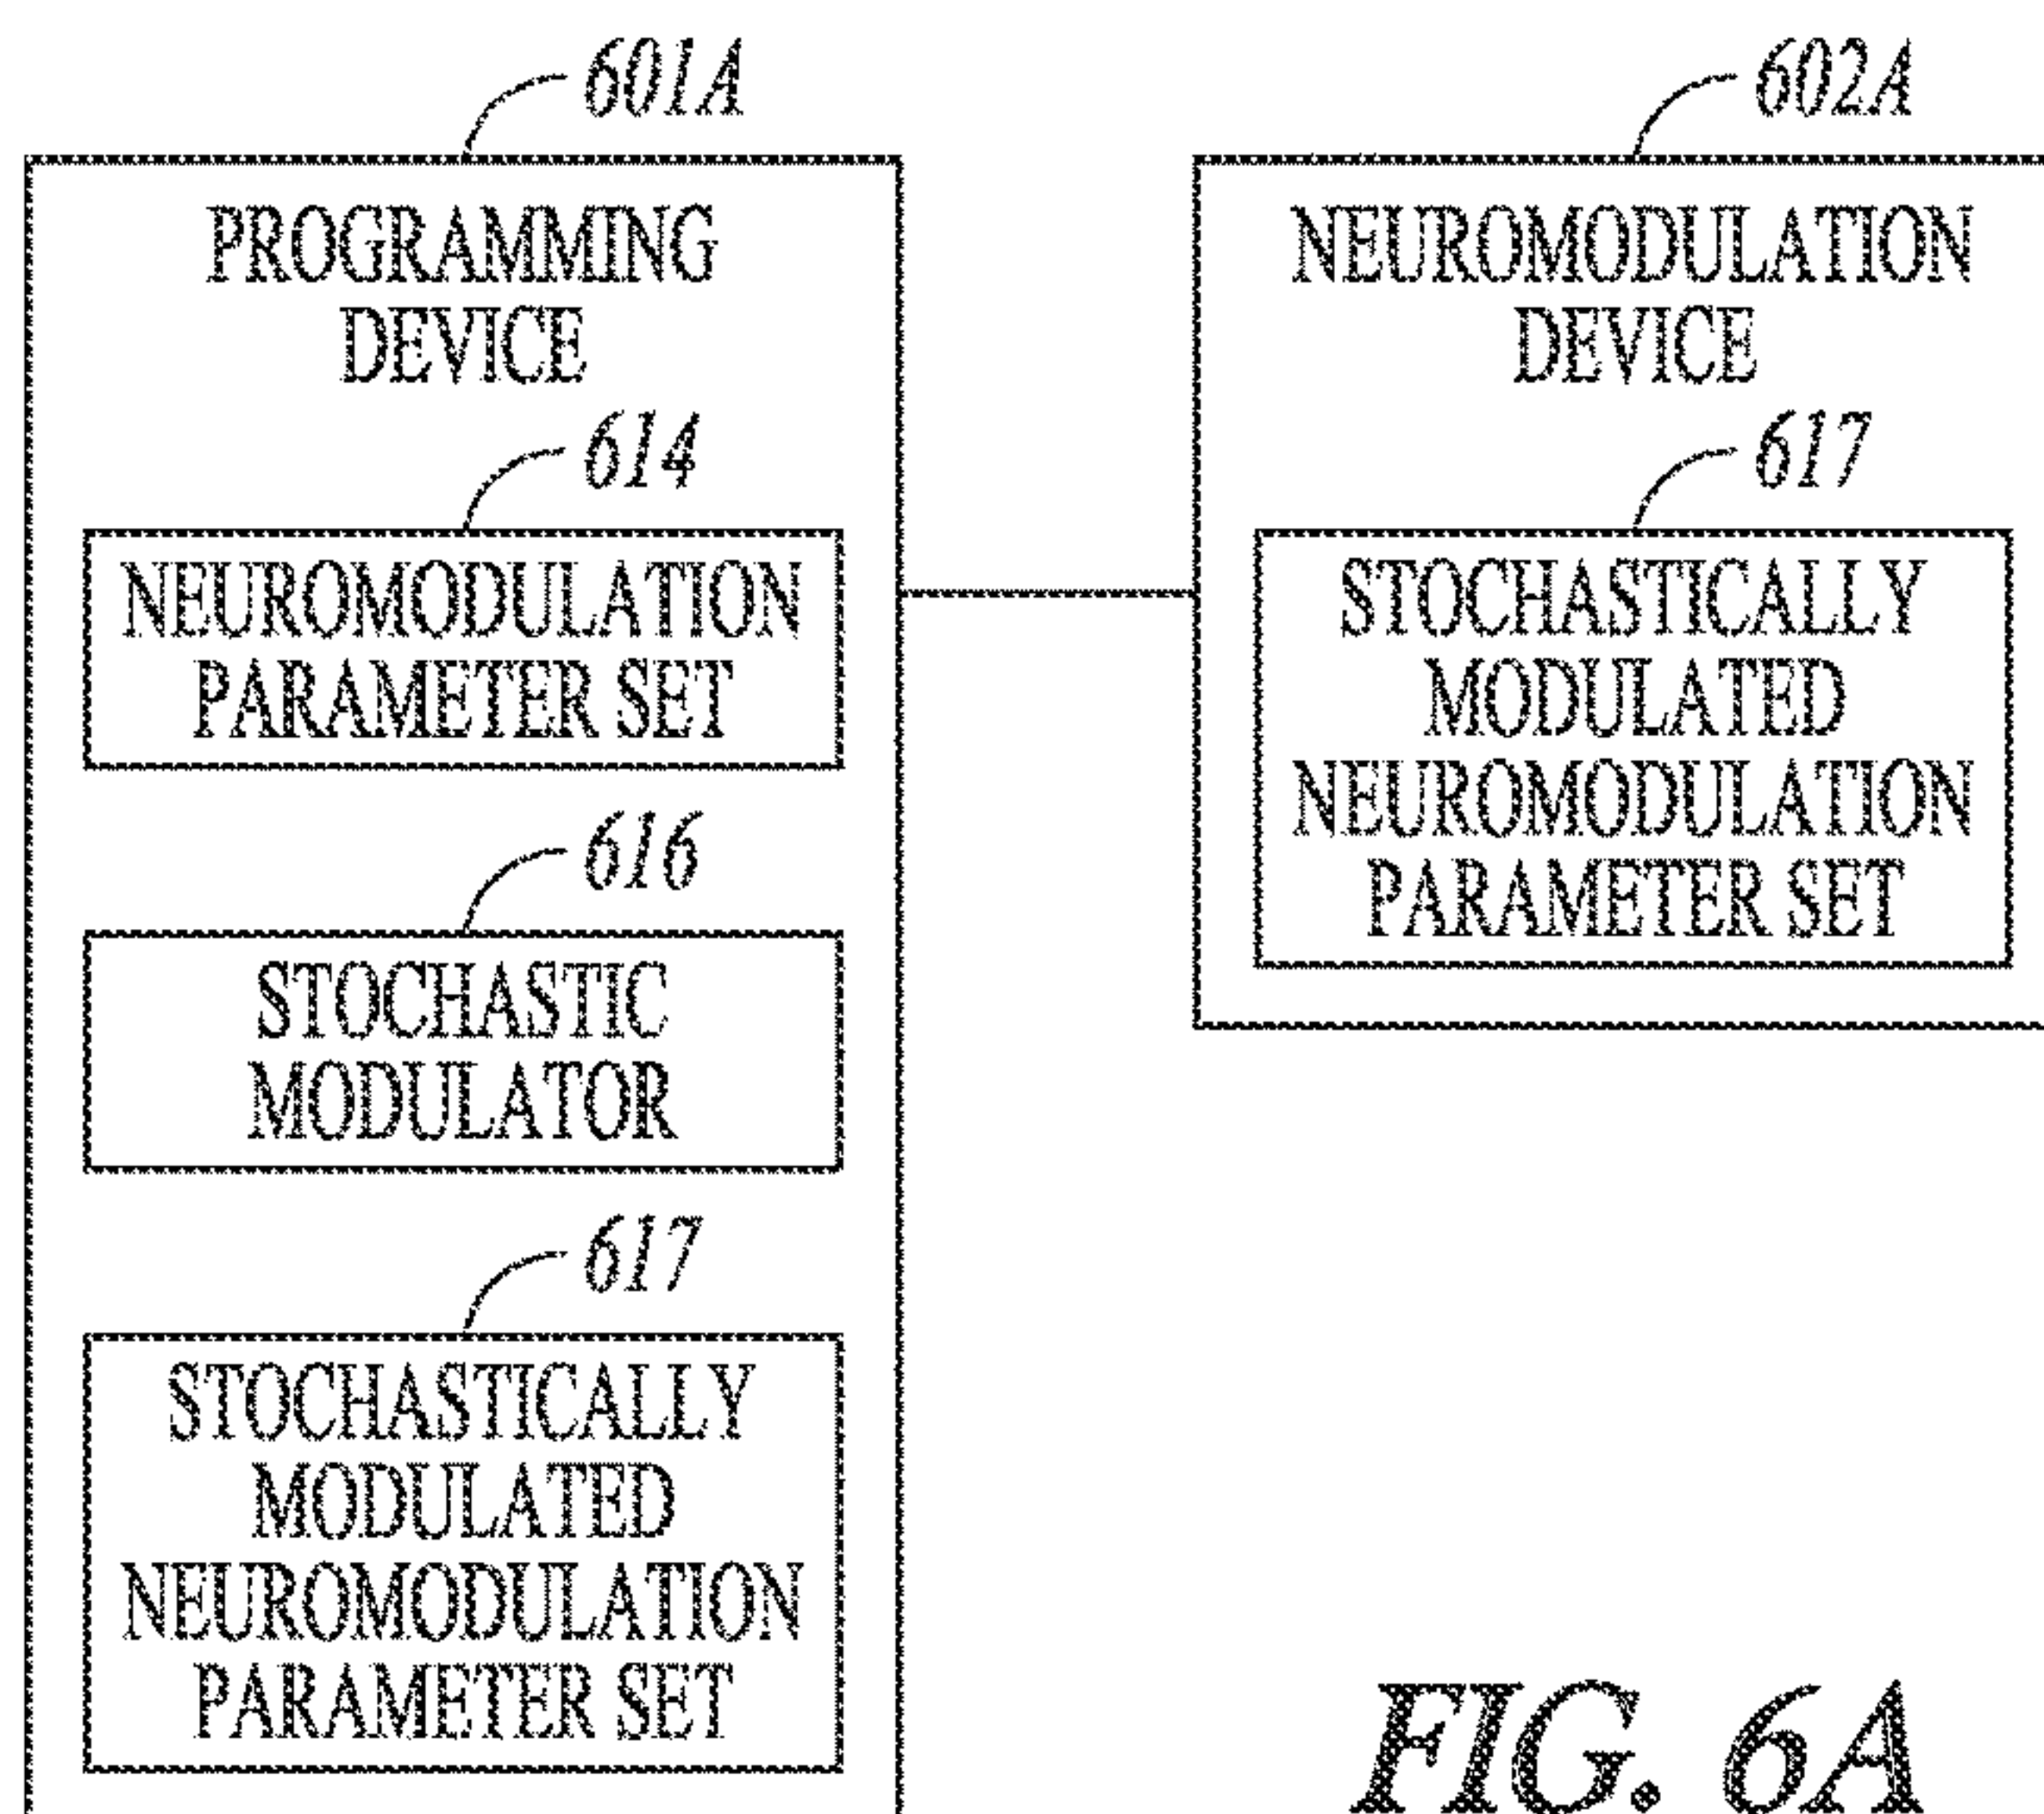 601A
PROGRAMMING
DEVICE
614
NEUROMODULATION
PARAMETER SET
616
STOCHASTIC
MODULATOR
617
STOCHASTICALLY
MODULATED
NEUROMODULATION
PARAMETER SET
602A
NEUROMODULATION
DEVICE
617
STOCHASTICALLY
MODULATED
NEUROMODULATION
PARAMETER SET
FIG. 6A